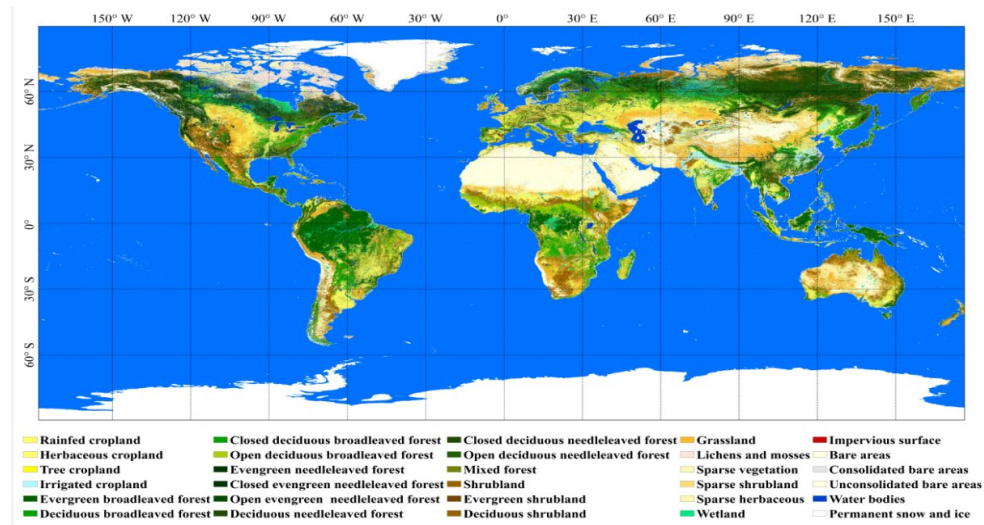 150° W 120° W 90° W 60° W 30° W 0° 30° E 60° E 90° E 120° E 150° E
60° N
30° N
0°
30° S
60° S
Rainfed cropland Closed deciduous broadleaved forest Closed deciduous needleleaved forest Grassland Impervious surface
Herbaceous cropland Open deciduous broadleaved forest Open deciduous needleleaved forest Lichens and mosses Bare areas
Tree cropland Evengreen needleleaved forest Mixed forest Sparse vegetation Consolidated bare areas
Irrigated cropland Closed evengreen needleleaved forest Shrubland Sparse shrubland Unconsolidated bare areas
Evergreen broadleaved forest Open evengreen needleleaved forest Evergreen shrubland Sparse herbaceous Water bodies
Deciduous broadleaved forest Deciduous needleleaved forest Deciduous shrubland Wetland Permanent snow and ice